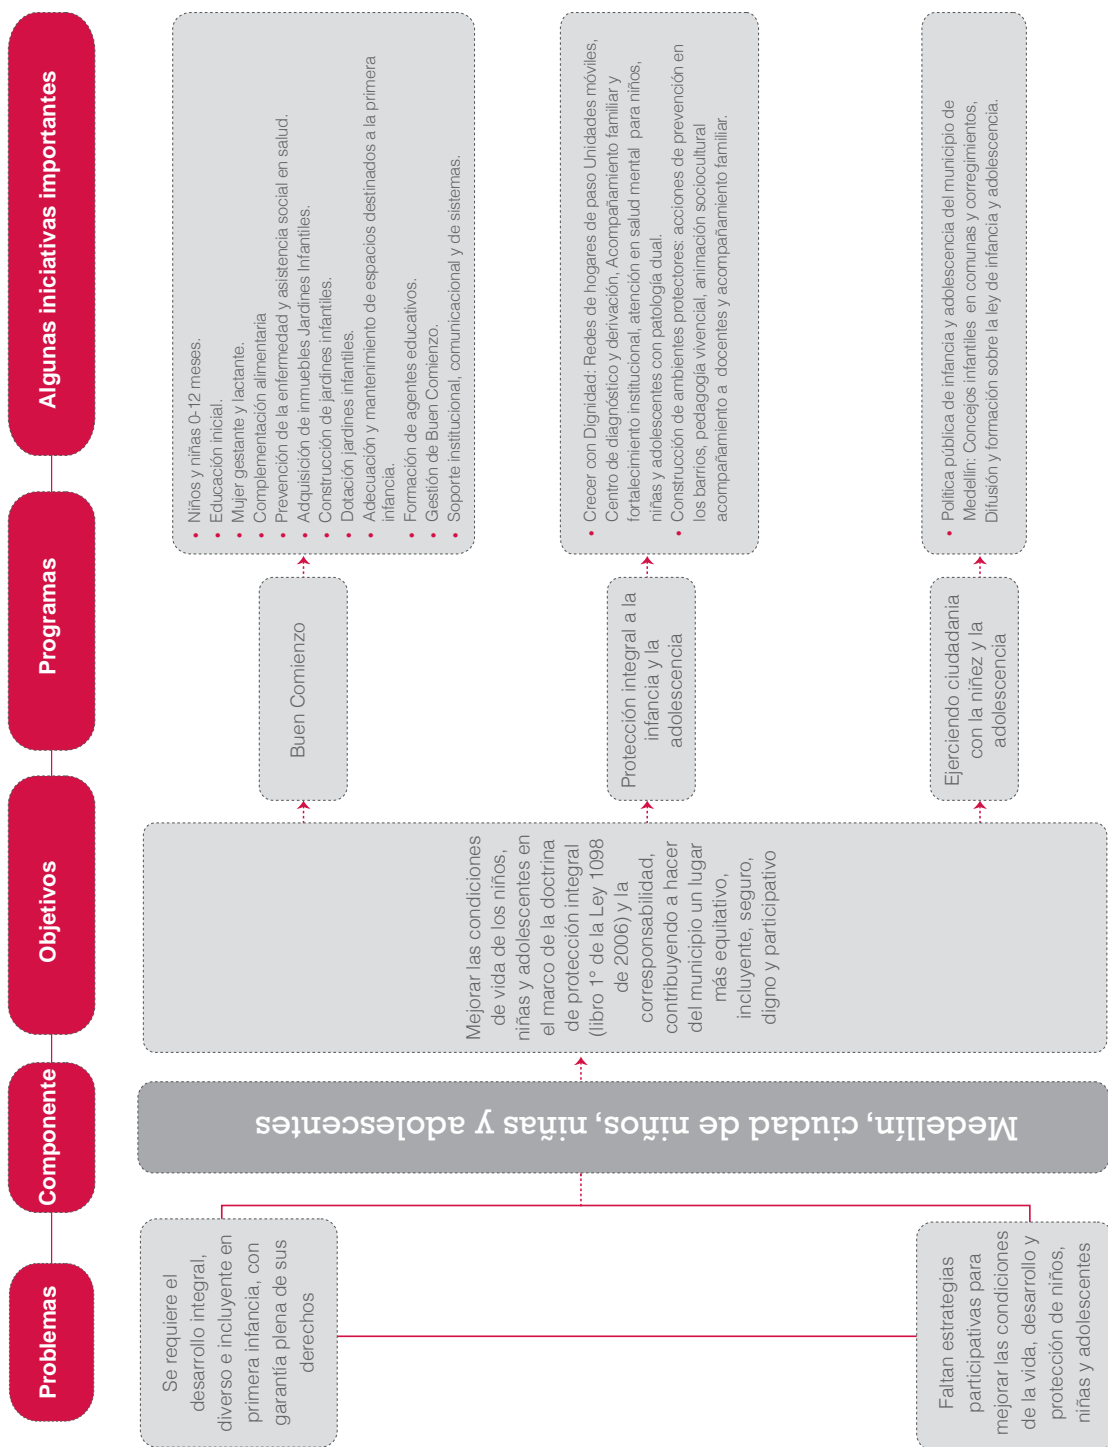 Problemas
Componente
Objetivos
Programas
Algunas iniciativas importantes
Se requiere el
desarrollo integral,
diverso e incluyente en
primera infancia, con
garantía plena de sus
derechos
Faltan estrategias
participativas para
mejorar las condiciones
de la vida, desarrollo y
protección de niños,
niñas y adolescentes
Medellín, ciudad de niños, niñas y adolescentes
Mejorar las condiciones
de vida de los niños,
niñas y adolescentes en
el marco de la doctrina
de protección integral
(libro 1° de la Ley 1098
de 2006) y la
corresponsabilidad,
contribuyendo a hacer
del municipio un lugar
más equitativo,
incluyente, seguro,
digno y participativo
Buen Comienzo
• Niños y niñas 0-12 meses.
• Educación inicial.
• Mujer gestante y lactante.
• Complementación alimentaria
• Prevención de la enfermedad y asistencia social en salud.
• Adquisición de inmuebles Jardines Infantiles.
• Construcción de jardines infantiles.
• Dotación jardines infantiles.
• Adecuación y mantenimiento de espacios destinados a la primera
infancia.
• Formación de agentes educativos.
• Gestión de Buen Comienzo.
• Soporte institucional, comunicacional y de sistemas.
Protección integral a la
infancia y la
adolescencia
• Crecer con Dignidad: Redes de hogares de paso Unidades móviles,
Centro de diagnóstico y derivación, Acompañamiento familiar y
fortalecimiento institucional, atención en salud mental para niños,
niñas y adolescentes con patología dual.
• Construcción de ambientes protectores: acciones de prevención en
los barrios, pedagogía vivencial, animación sociocultural
acompañamiento a docentes y acompañamiento familiar.
Ejerciendo ciudadania
con la niñez y la
adolescencia
• Política pública de infancia y adolescencia del municipio de
Medellín: Concejos infantiles en comunas y corregimientos,
Difusión y formación sobre la ley de infancia y adolescencia.